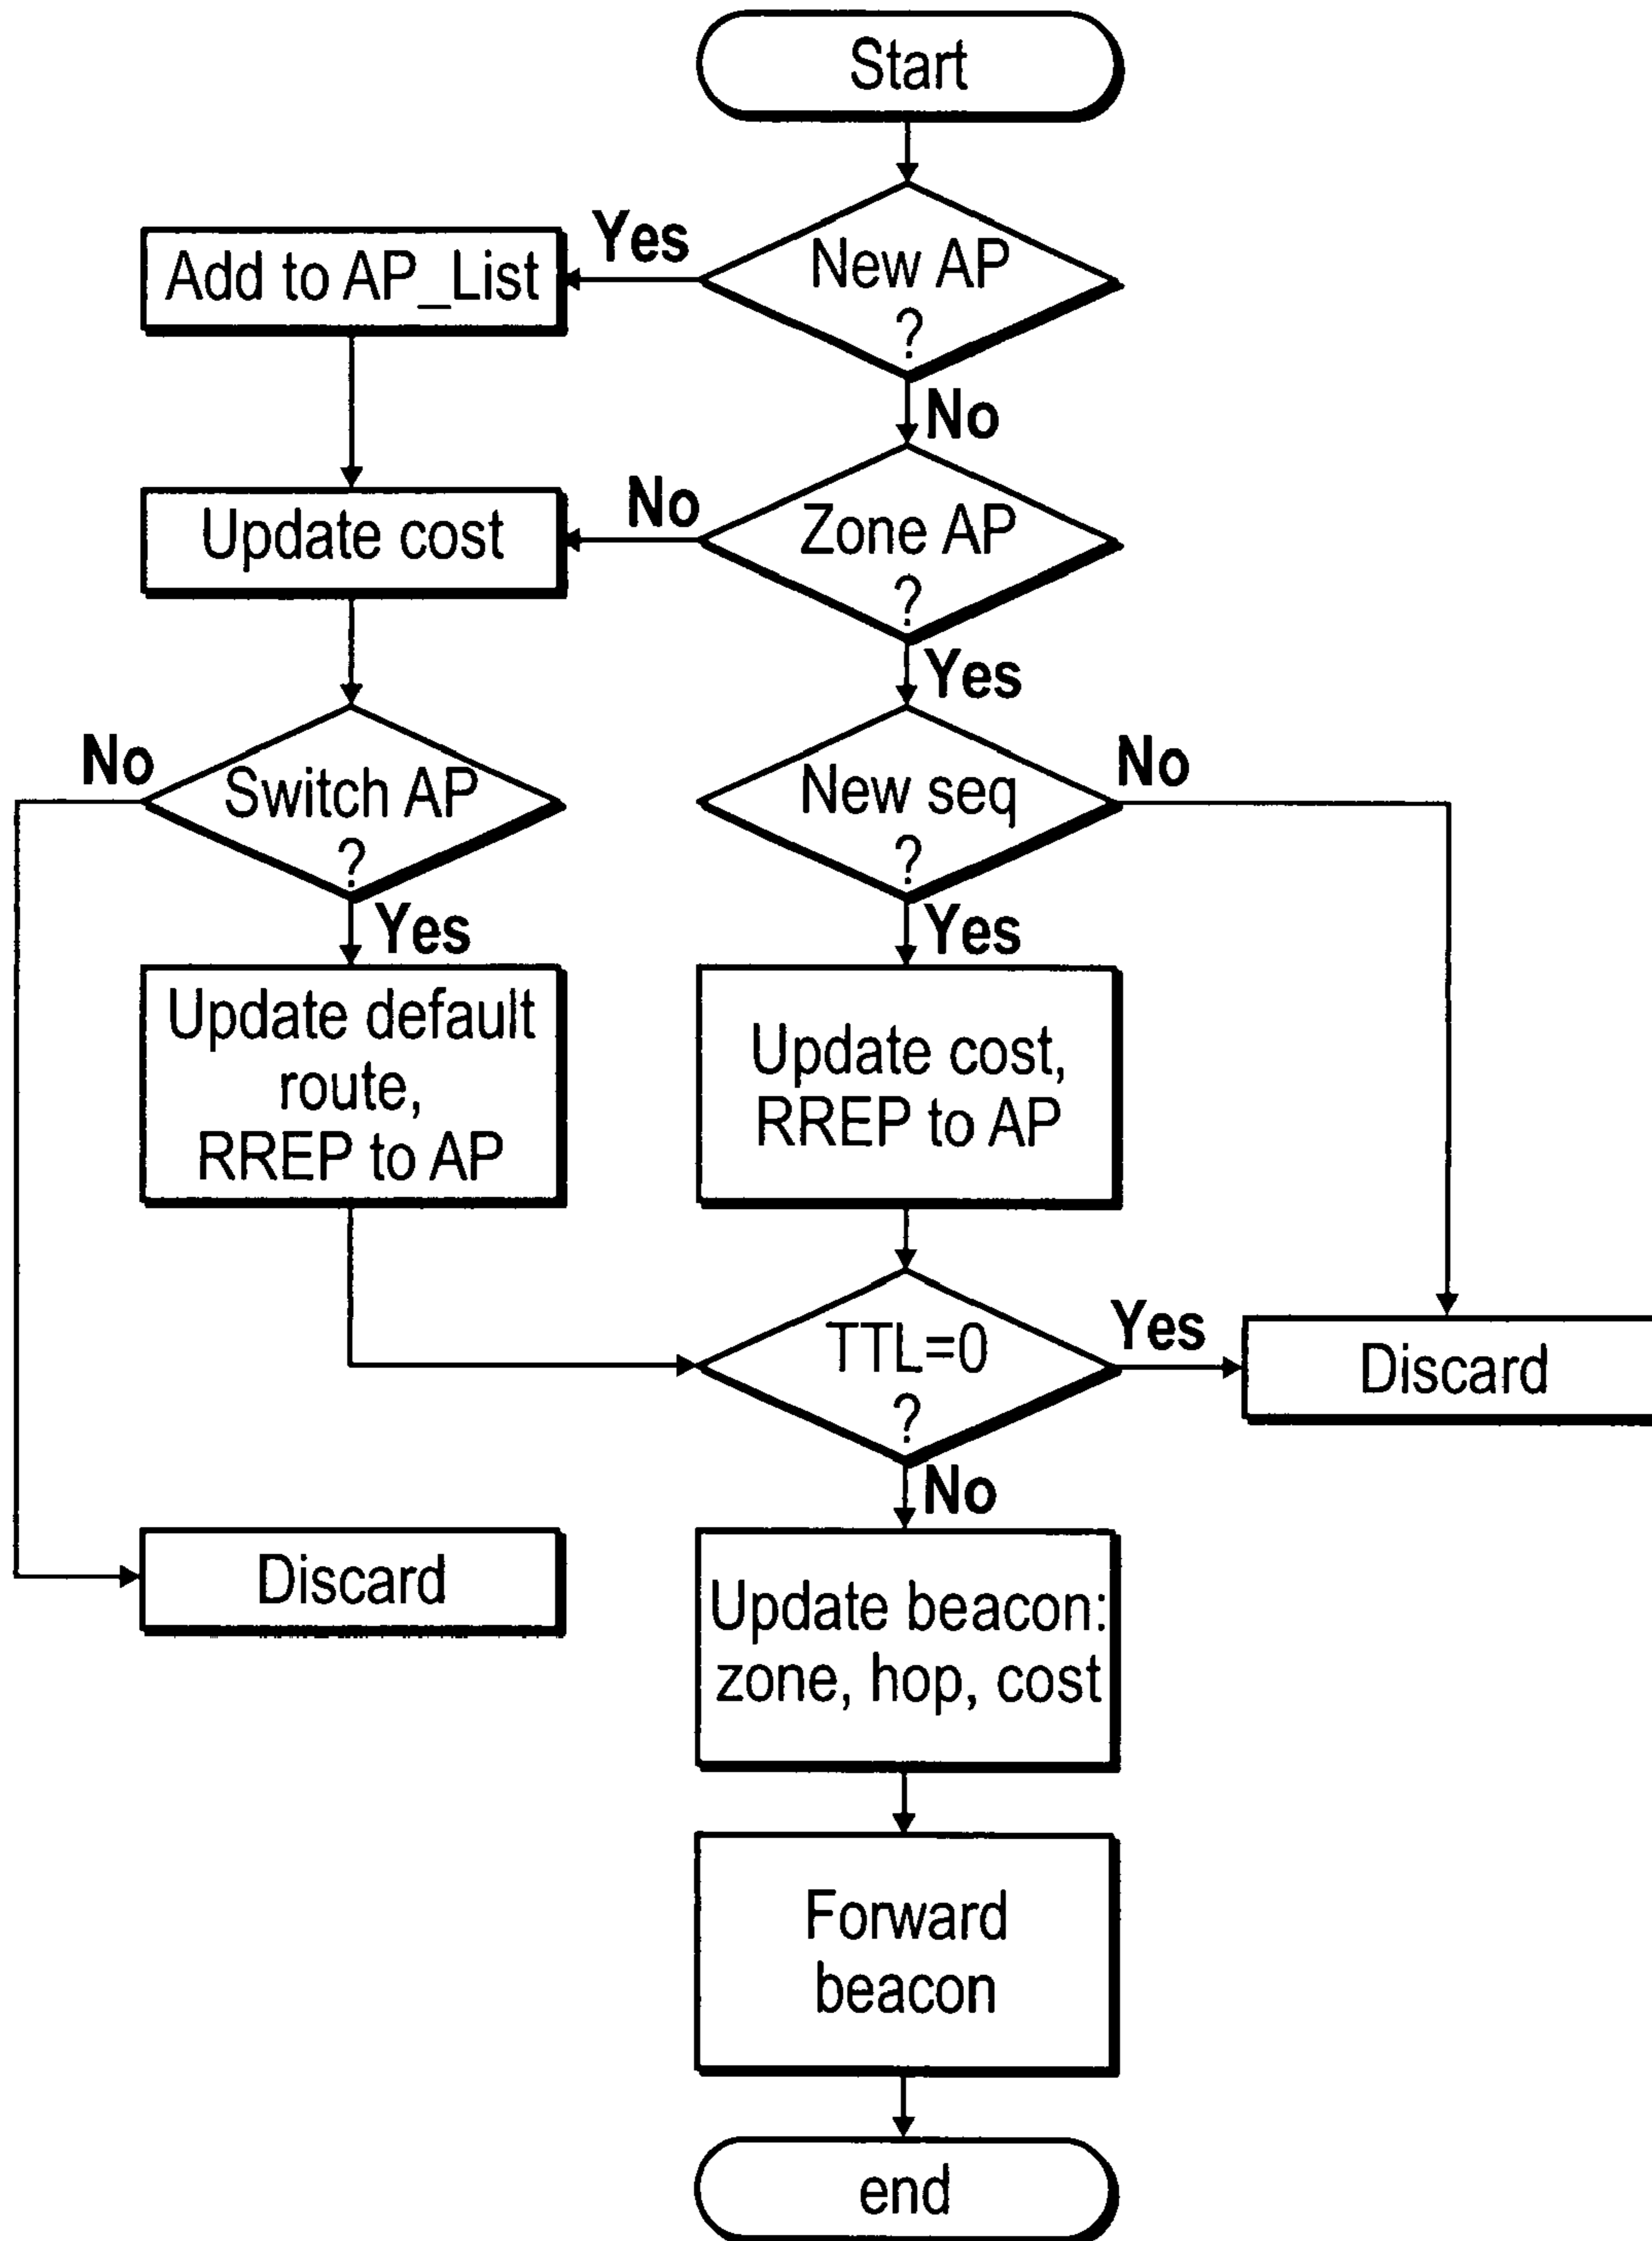 Start
Yes
New AP
?
Add to AP_List
No
No
Zone AP
?
Update cost
Yes
No
Switch AP
?
New seq
?
No
Yes
Yes
Update default
route,
RREP to AP
Update cost,
RREP to AP
TTL=0
?
Yes
Discard
No
Discard
Update beacon:
zone, hop, cost
Forward
beacon
end